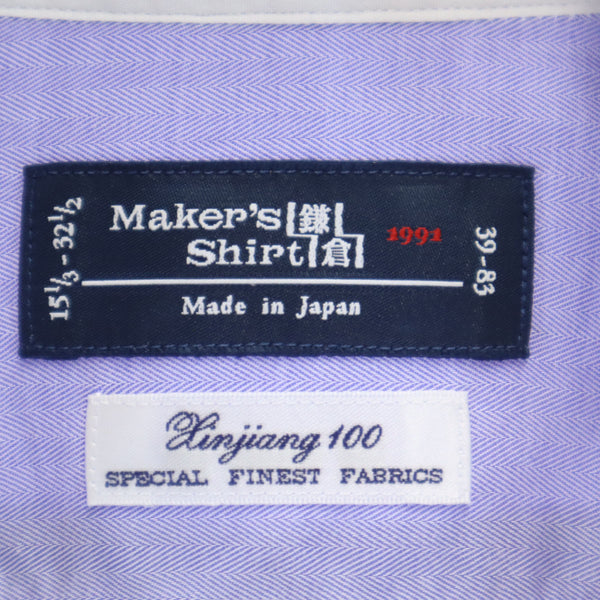 15 1/3 - 32 1/2
Maker's 鎌
Shirt 倉
1991
39-83
Made in Japan
Xinjiang 100
SPECIAL FINEST FABRICS